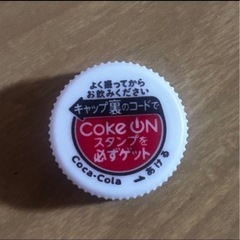 よく振ってから
お飲みください
キャップ裏のコードで
Coke ON
スタンプを
必ずゲット
Coca-Cola
→あける